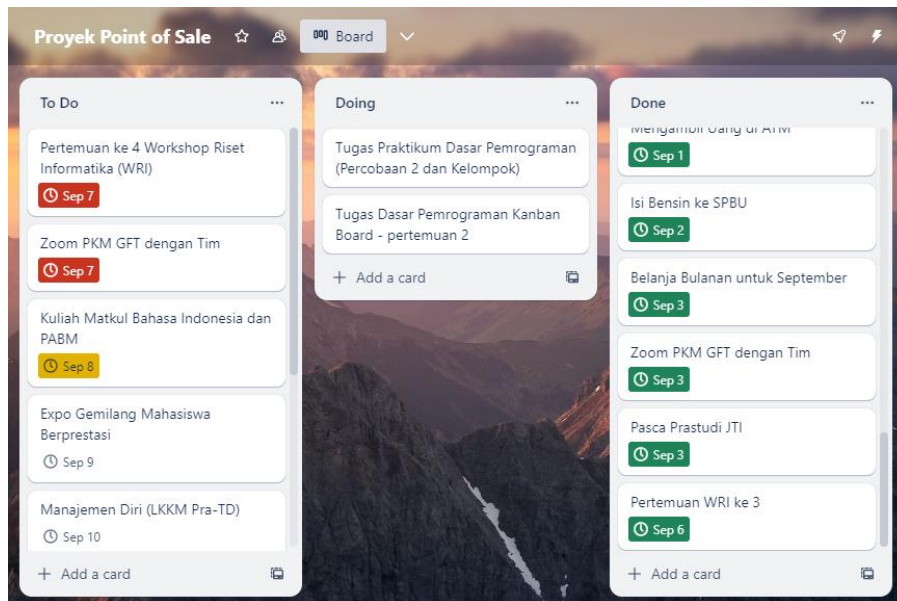 Proyek Point of Sale
Board
To Do
Pertemuan ke 4 Workshop Riset
Informatika (WRI)
Sep 7
Zoom PKM GFT dengan Tim
Sep 7
Kuliah Matkul Bahasa Indonesia dan
PABM
Sep 8
Expo Gemilang Mahasiswa
Berprestasi
Sep 9
Manajemen Diri (LKKM Pra-TD)
Sep 10
+ Add a card
Doing
Tugas Praktikum Dasar Pemrograman
(Percobaan 2 dan Kelompok)
Tugas Dasar Pemrograman Kanban
Board - pertemuan 2
+ Add a card
Done
Mengambil Uang di ATM
Sep 1
Isi Bensin ke SPBU
Sep 2
Belanja Bulanan untuk September
Sep 3
Zoom PKM GFT dengan Tim
Sep 3
Pasca Prastudi JTI
Sep 3
Pertemuan WRI ke 3
Sep 6
+ Add a card